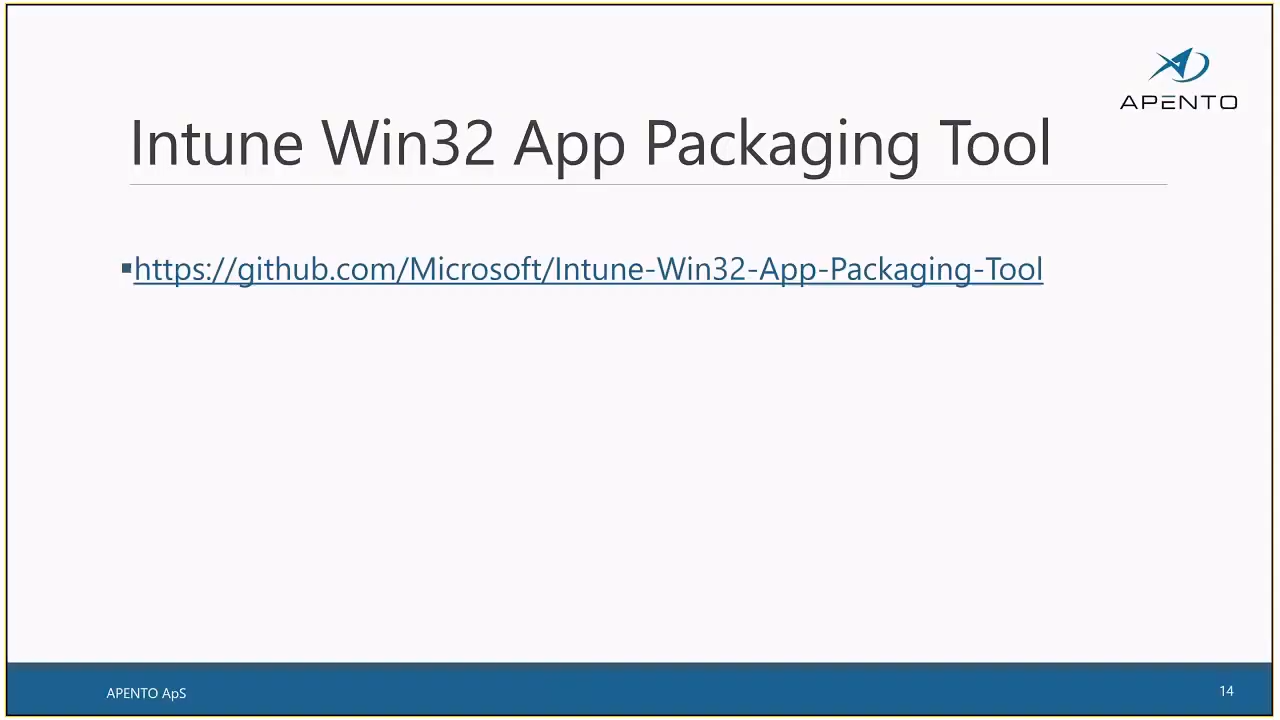 APENTO
Intune Win32 App Packaging Tool
▪https://github.com/Microsoft/Intune-Win32-App-Packaging-Tool
APENTO ApS
14